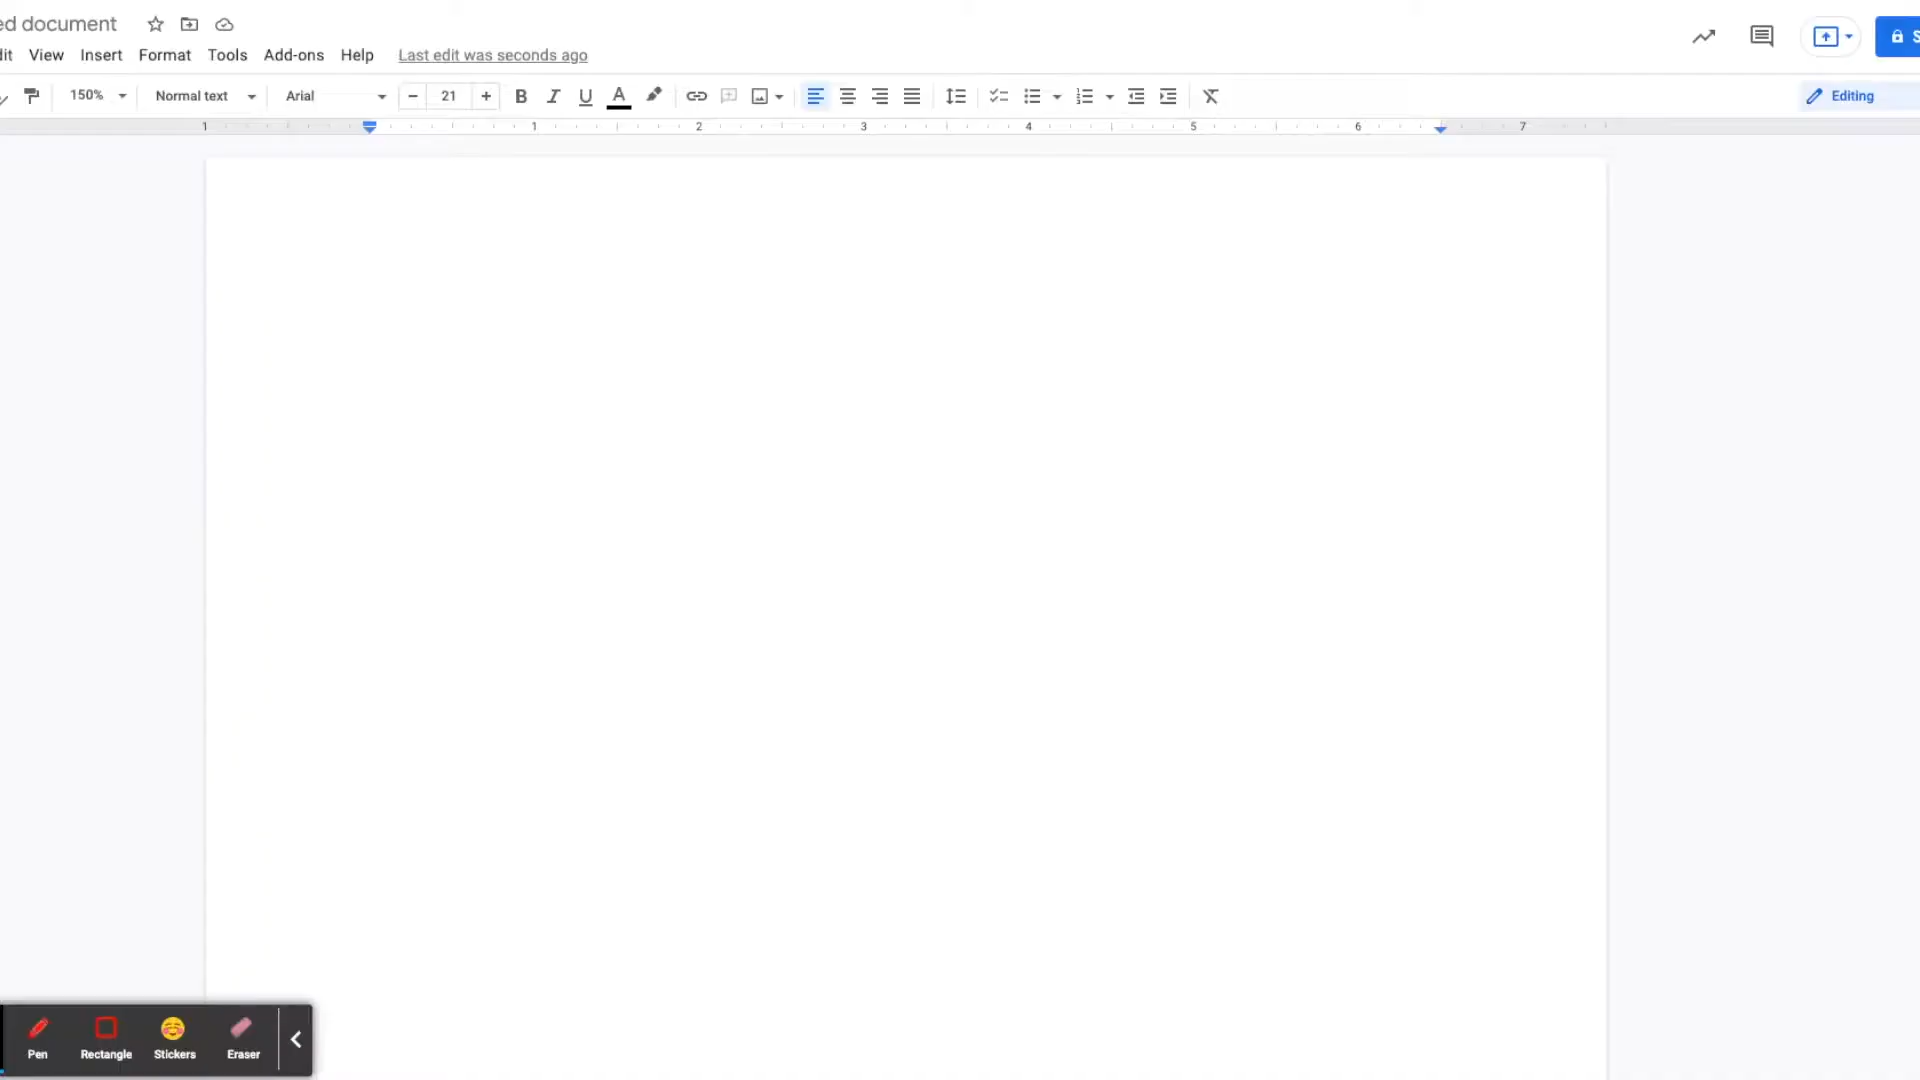 ed document
dit View Insert Format Tools Add-ons Help Last edit was seconds ago
150% Normal text Arial − 21 + B I U A Editing
1 1 2 3 4 5 6 7
Pen Rectangle Stickers Eraser